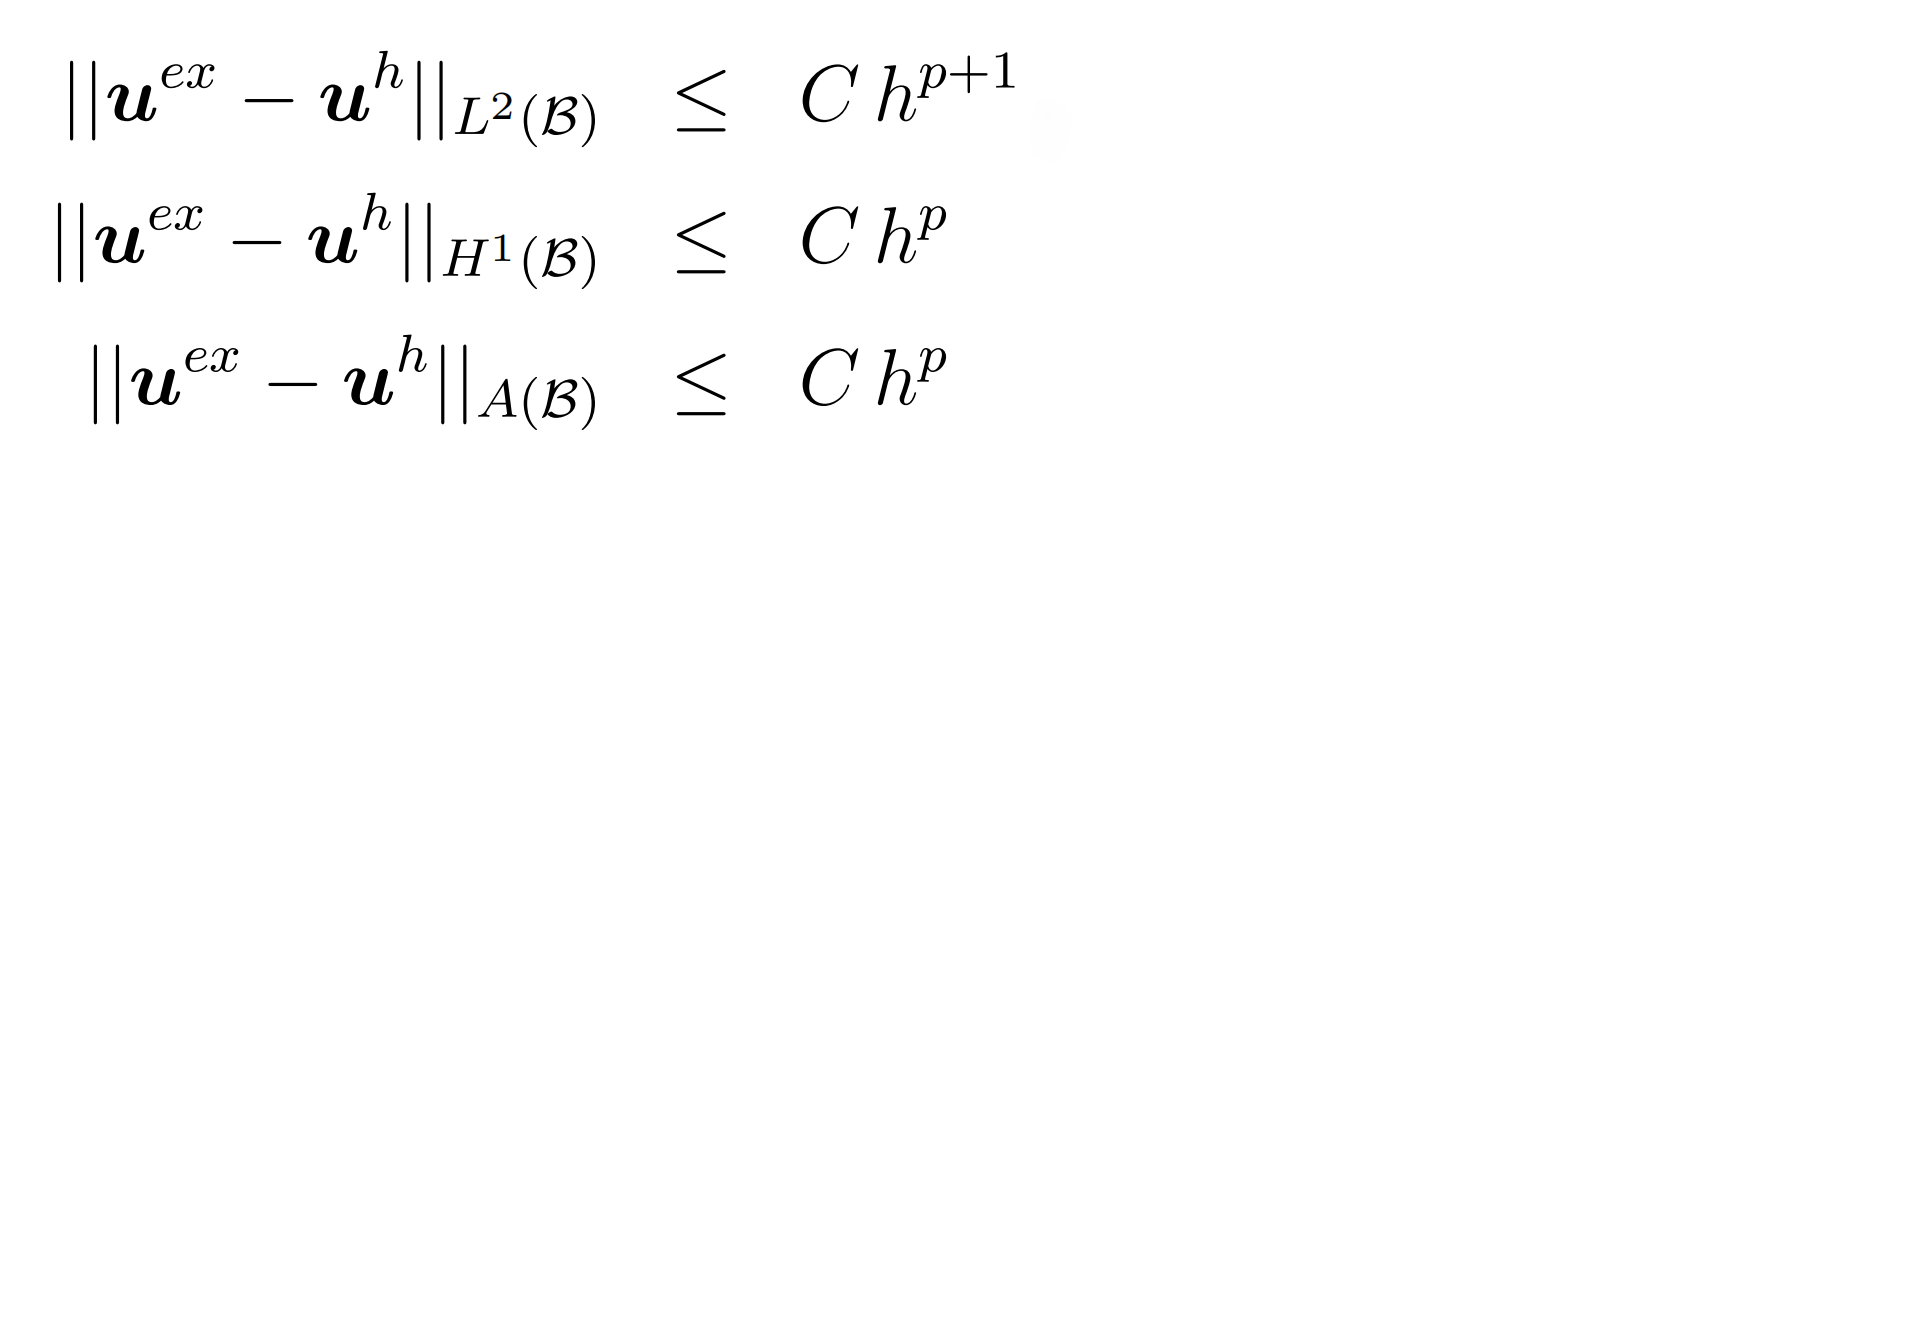 ||𝒖^{ex} − 𝒖^{h}||_{L^2(ℬ)} ≤ C h^{p+1}
||𝒖^{ex} − 𝒖^{h}||_{H^1(ℬ)} ≤ C h^{p}
||𝒖^{ex} − 𝒖^{h}||_{A(ℬ)} ≤ C h^{p}